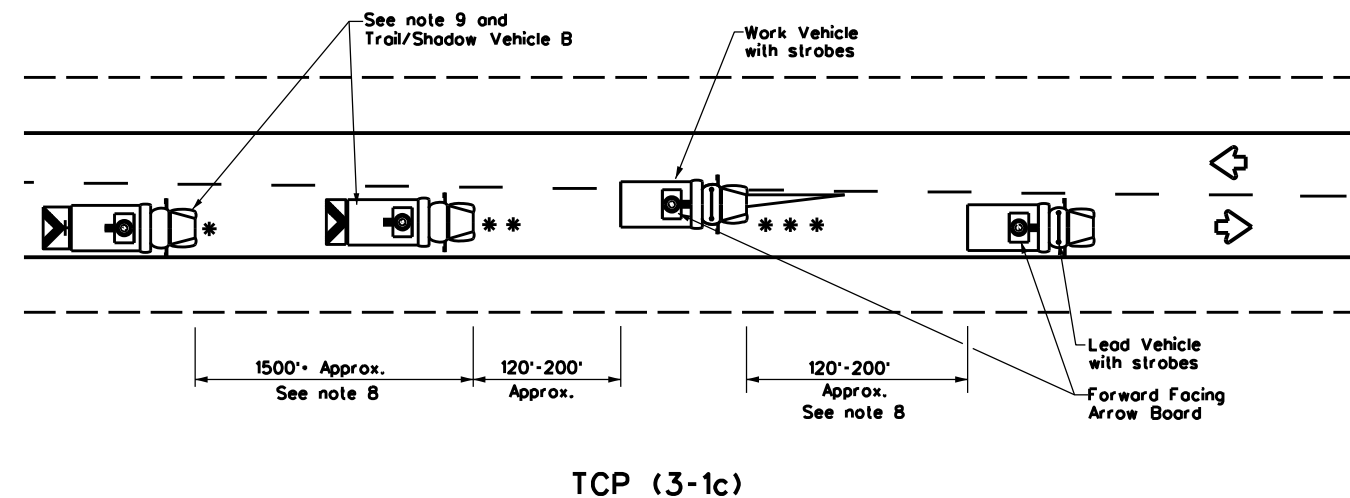 See note 9 and
Trail/Shadow Vehicle B
Work Vehicle
with strobes
*
* *
* * *
1500'+ Approx.
See note 8
120'-200'
Approx.
120'-200'
Approx.
See note 8
Lead Vehicle
with strobes
Forward Facing
Arrow Board
TCP (3-1c)